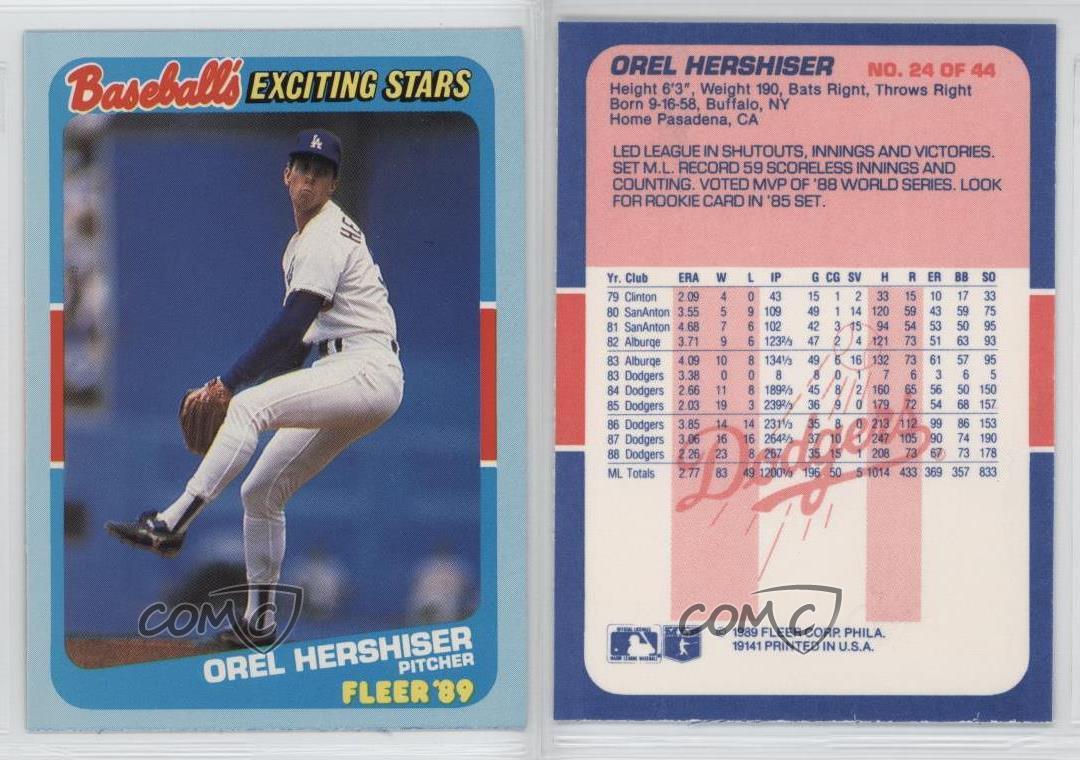 Baseball's EXCITING STARS
LA
HE
OREL HERSHISER
PITCHER
FLEER '89
COMC
OREL HERSHISER NO. 24 OF 44
Height 6'3", Weight 190, Bats Rignt, Throws Right
Born 9-16-58, Buffalo, NY
Home Pasadena, CA
LED LEAGUE IN SHUTOUTS, INNINGS AND VICTORIES.
SET M.L. RECORD 59 SCORELESS INNINGS AND
COUNTING. VOTED MVP OF '88 WORLD SERIES. LOOK
FOR ROOKIE CARD IN '85 SET.
Yr. Club ERA W L IP G CG SV H R ER BB SO
79 Clinton 2.09 4 0 43 15 1 2 33 15 10 17 33
80 SanAnton 3.55 5 9 109 49 1 14 120 59 43 59 75
81 SanAnton 4.68 7 6 102 42 3 15 94 54 53 50 95
82 Alburqe 3.71 9 6 123⅔ 47 2 4 121 73 51 63 93
83 Alburqe 4.09 10 8 134⅓ 49 6 16 132 73 61 57 95
83 Dodgers 3.38 0 0 8 8 0 1 7 6 3 6 5
84 Dodgers 2.66 11 8 189⅔ 45 8 2 160 65 56 50 150
85 Dodgers 2.03 19 3 239⅔ 36 9 0 179 72 54 68 157
86 Dodgers 3.85 14 14 231⅓ 35 8 0 213 112 99 86 153
87 Dodgers 3.06 16 16 264⅔ 37 10 1 247 105 90 74 190
88 Dodgers 2.26 23 8 267 35 15 1 208 73 67 73 178
ML Totals 2.77 83 49 1200⅓ 196 50 5 1014 433 369 357 833
Dodgers
COMC
OFFICIAL LICENSEE
MAJOR LEAGUE BASEBALL
© 1989 FLEER CORP. PHILA.
19141 PRINTED IN U.S.A.